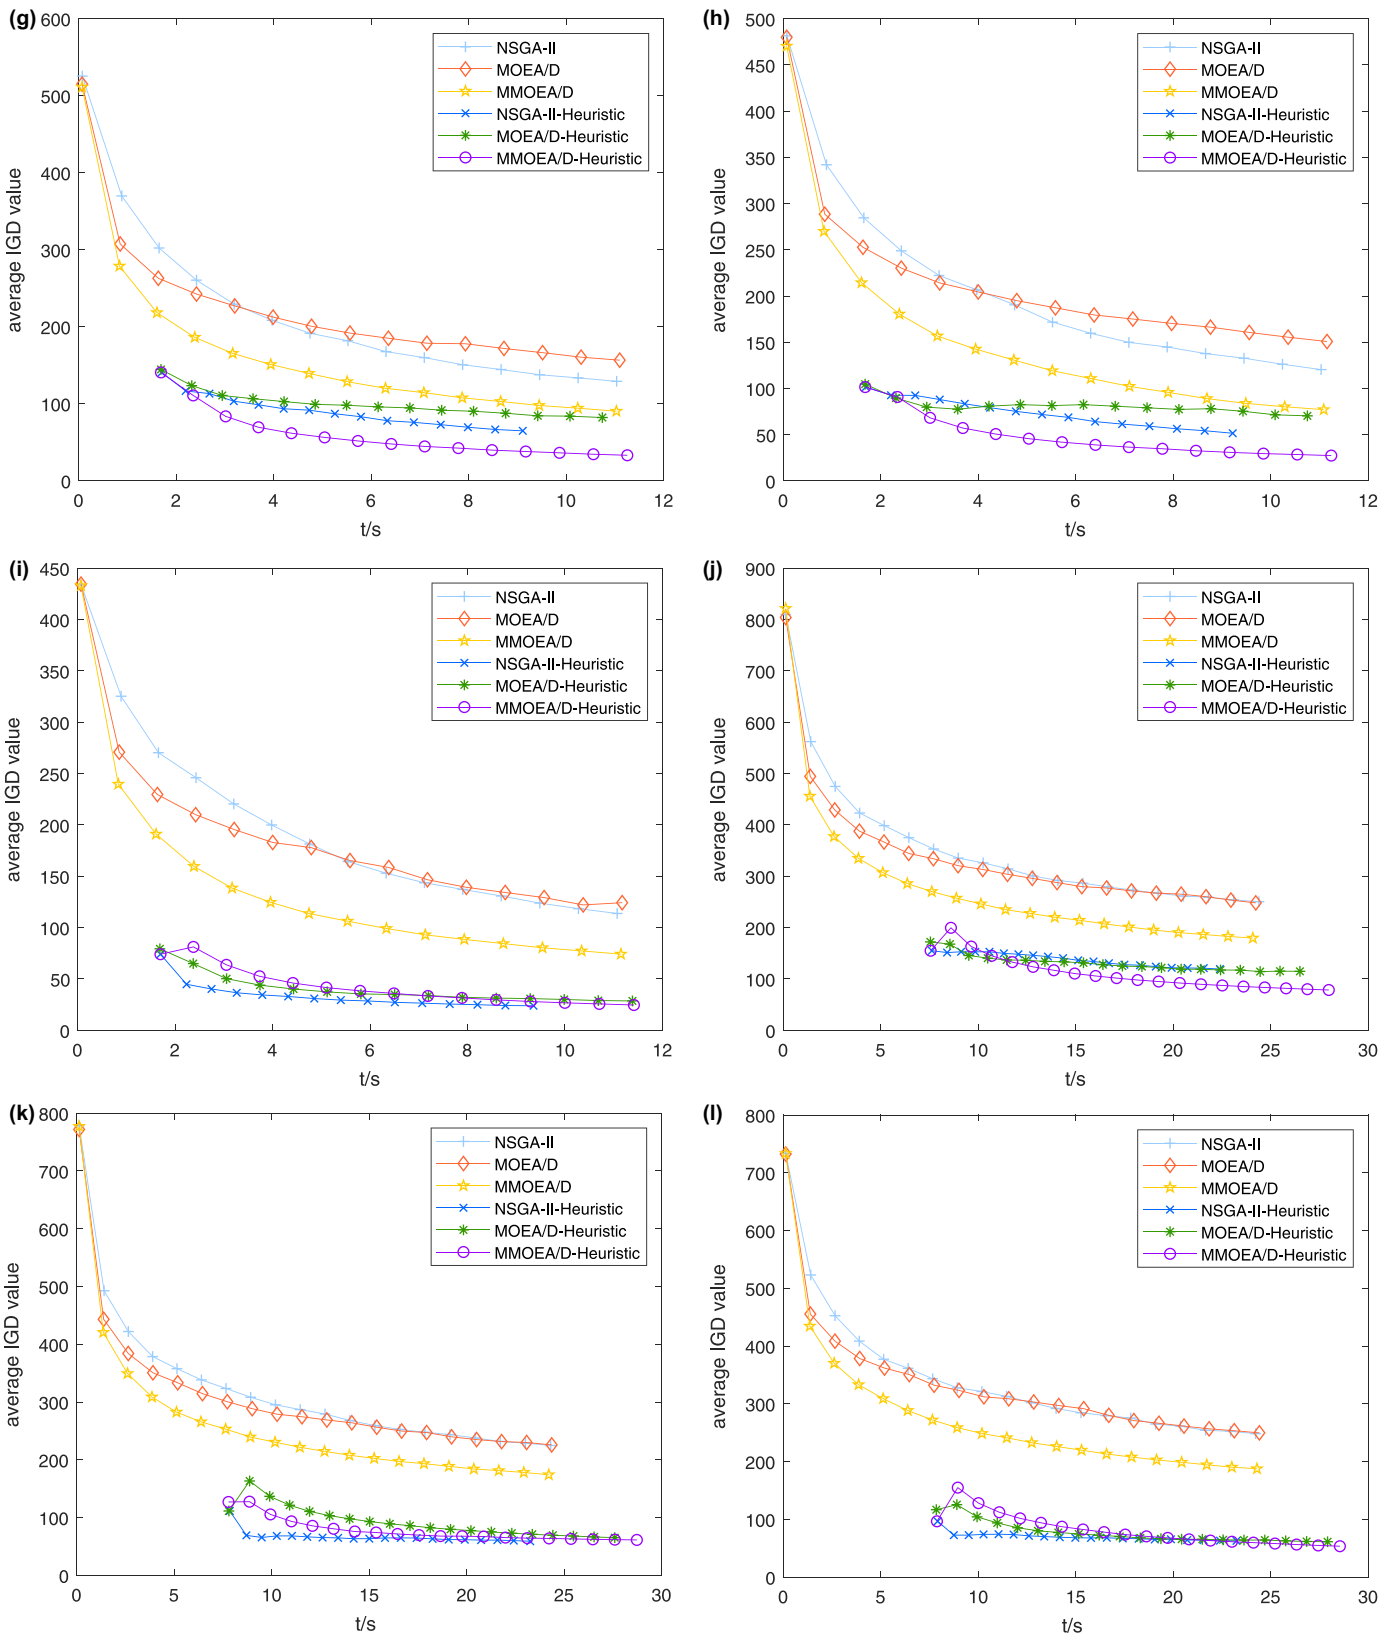 (g)
600
500
400
300
200
100
0
average IGD value
0 2 4 6 8 10 12
t/s
NSGA-II
MOEA/D
MMOEA/D
NSGA-II-Heuristic
MOEA/D-Heuristic
MMOEA/D-Heuristic
(h)
500
450
400
350
300
250
200
150
100
50
0
average IGD value
0 2 4 6 8 10 12
t/s
NSGA-II
MOEA/D
MMOEA/D
NSGA-II-Heuristic
MOEA/D-Heuristic
MMOEA/D-Heuristic
(i)
450
400
350
300
250
200
150
100
50
0
average IGD value
0 2 4 6 8 10 12
t/s
NSGA-II
MOEA/D
MMOEA/D
NSGA-II-Heuristic
MOEA/D-Heuristic
MMOEA/D-Heuristic
(j)
900
800
700
600
500
400
300
200
100
0
average IGD value
0 5 10 15 20 25 30
t/s
NSGA-II
MOEA/D
MMOEA/D
NSGA-II-Heuristic
MOEA/D-Heuristic
MMOEA/D-Heuristic
(k)
800
700
600
500
400
300
200
100
0
average IGD value
0 5 10 15 20 25 30
t/s
NSGA-II
MOEA/D
MMOEA/D
NSGA-II-Heuristic
MOEA/D-Heuristic
MMOEA/D-Heuristic
(l)
800
700
600
500
400
300
200
100
0
average IGD value
0 5 10 15 20 25 30
t/s
NSGA-II
MOEA/D
MMOEA/D
NSGA-II-Heuristic
MOEA/D-Heuristic
MMOEA/D-Heuristic